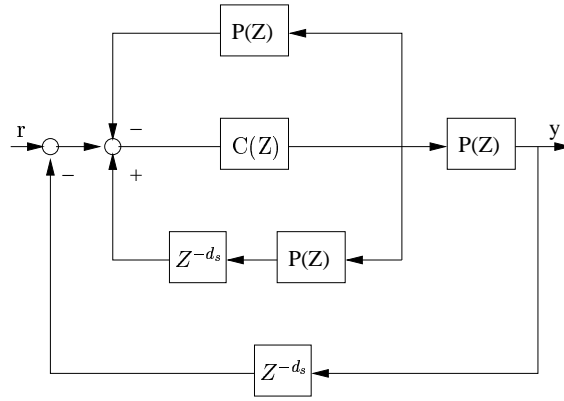 P(Z)
r
−
C(Z)
P(Z)
y
−
+
Z^{-d_s}
P(Z)
Z^{-d_s}